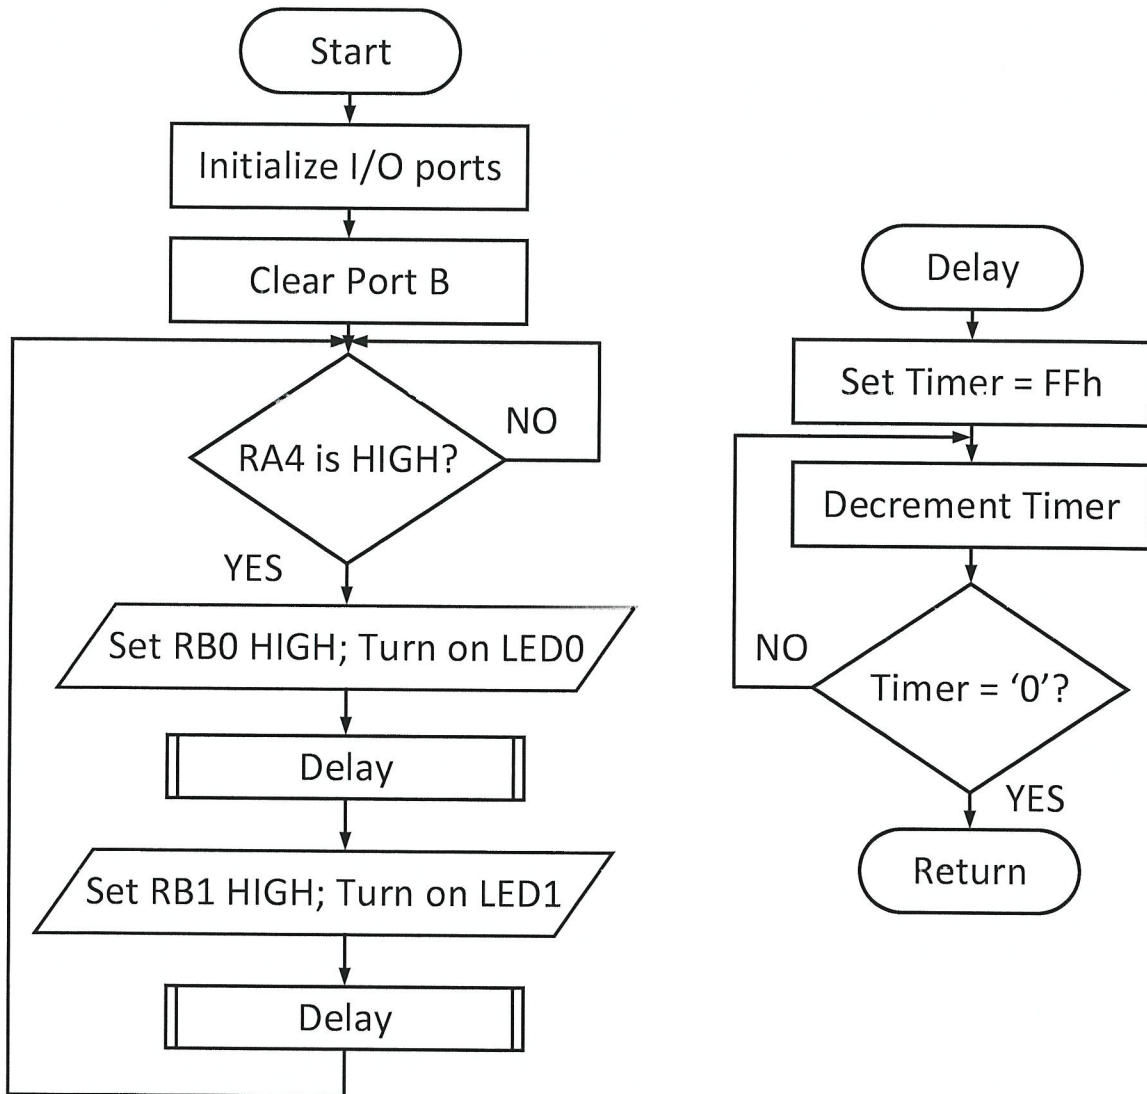 Start
Initialize I/O ports
Clear Port B
RA4 is HIGH?
NO
YES
Set RB0 HIGH; Turn on LED0
Delay
Set RB1 HIGH; Turn on LED1
Delay
Delay
Set Timer = FFh
Decrement Timer
NO
Timer = ‘0’?
YES
Return